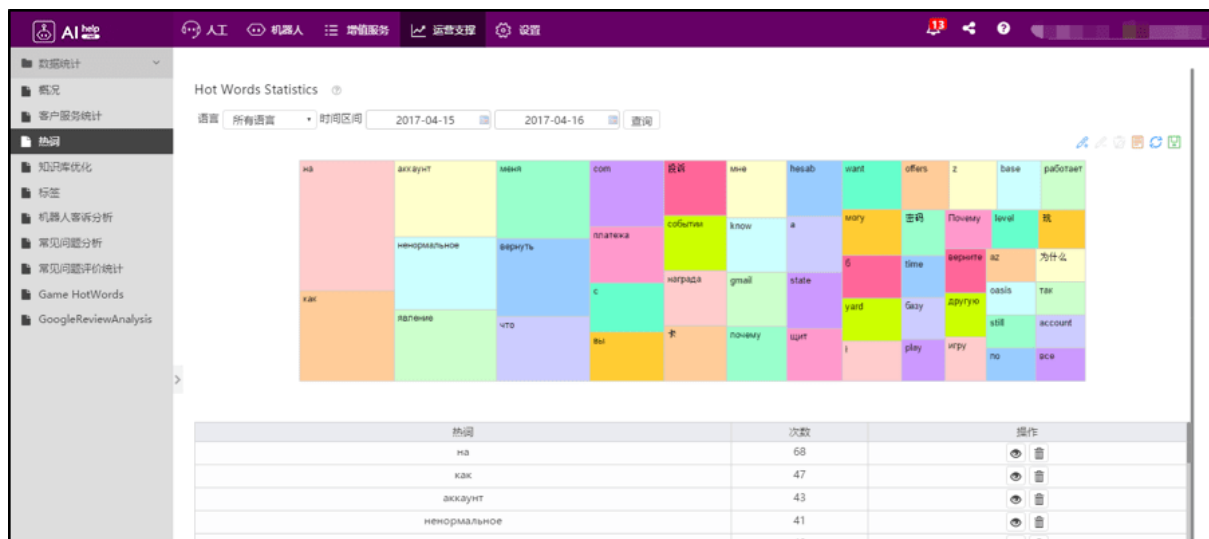 AI help
人工 机器人 增值服务 运营支撑 设置 13
数据统计
概况
客户服务统计
热词
知识库优化
标签
机器人客诉分析
常见问题分析
常见问题评价统计
Game HotWords
GoogleReviewAnalysis
Hot Words Statistics
语言 所有语言 时间区间 2017-04-15 2017-04-16 查询
на аккаунт меня com 投诉 мне hesab want offers z base работает
событии know a могу 密码 Почему level 我
ненормальное вернуть платежа
б time верните az 为什么
как с награда gmail state
yard базу другую oasis так
явление что вы 卡 почему щит
still account
i play игру по все
热词 次数 操作
на 68
как 47
аккаунт 43
ненормальное 41